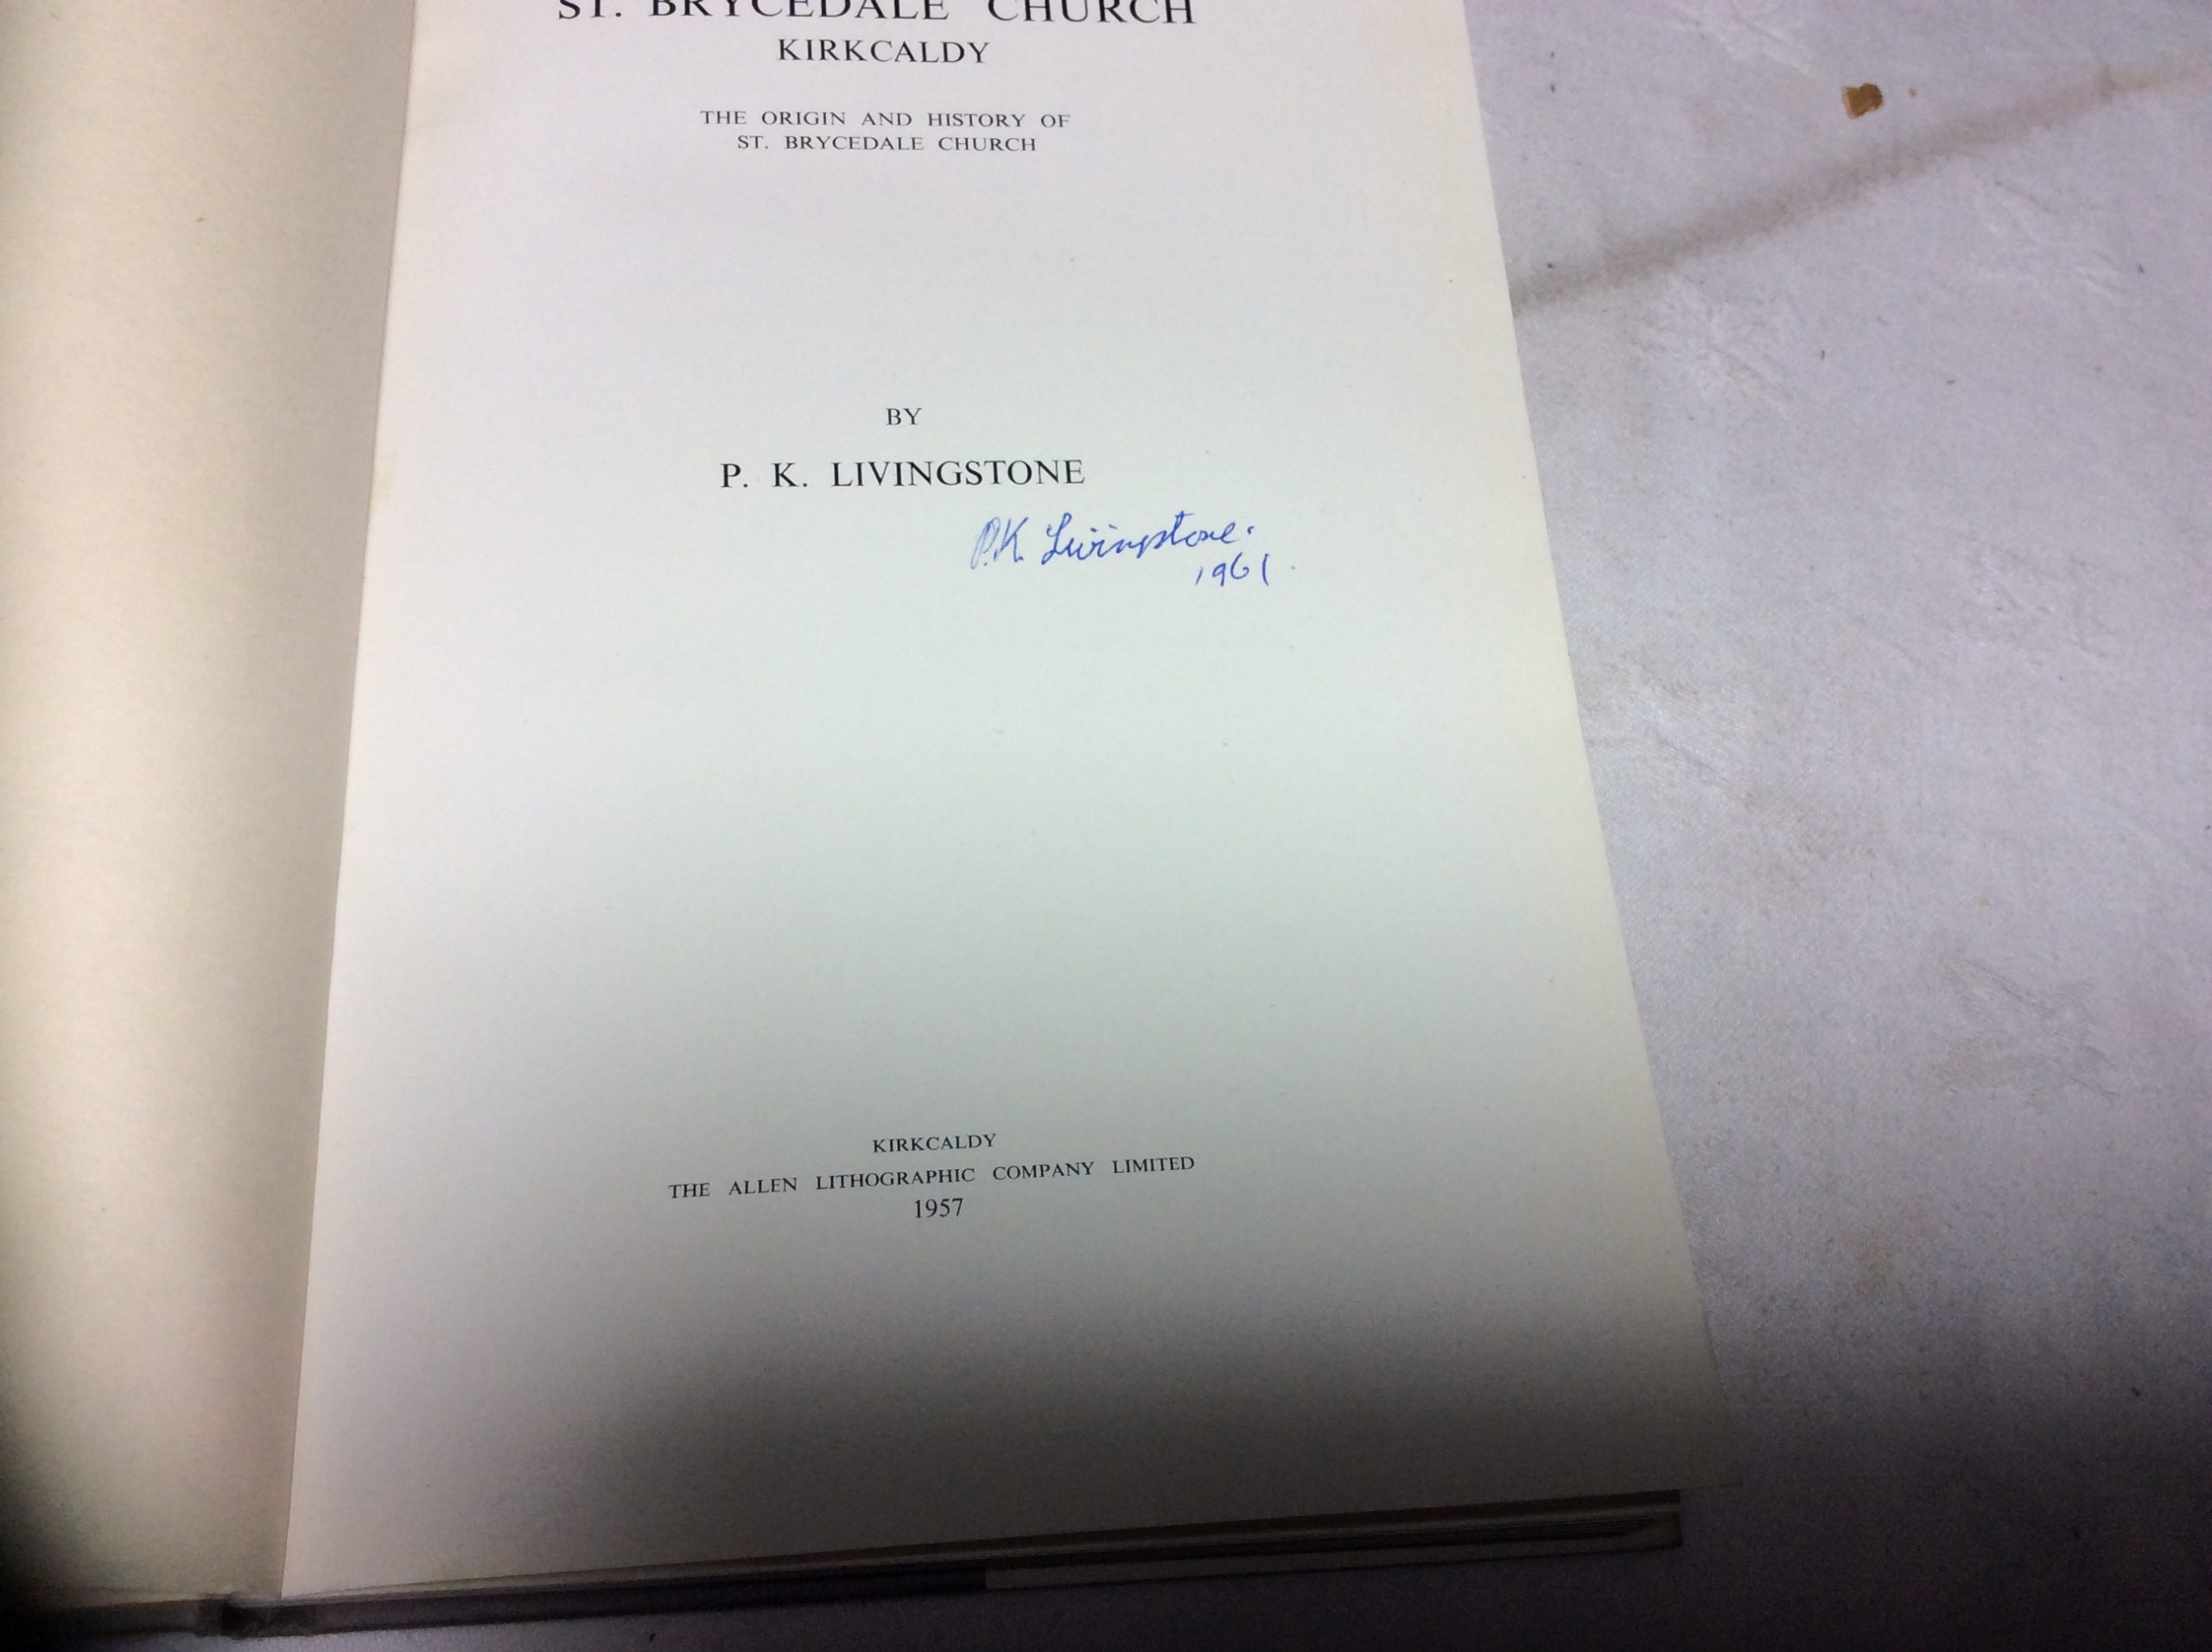 ST. BRYCEDALE CHURCH
KIRKCALDY
THE ORIGIN AND HISTORY OF
ST. BRYCEDALE CHURCH
BY
P. K. LIVINGSTONE
P.K. Livingstone.
1961.
KIRKCALDY
THE ALLEN LITHOGRAPHIC COMPANY LIMITED
1957